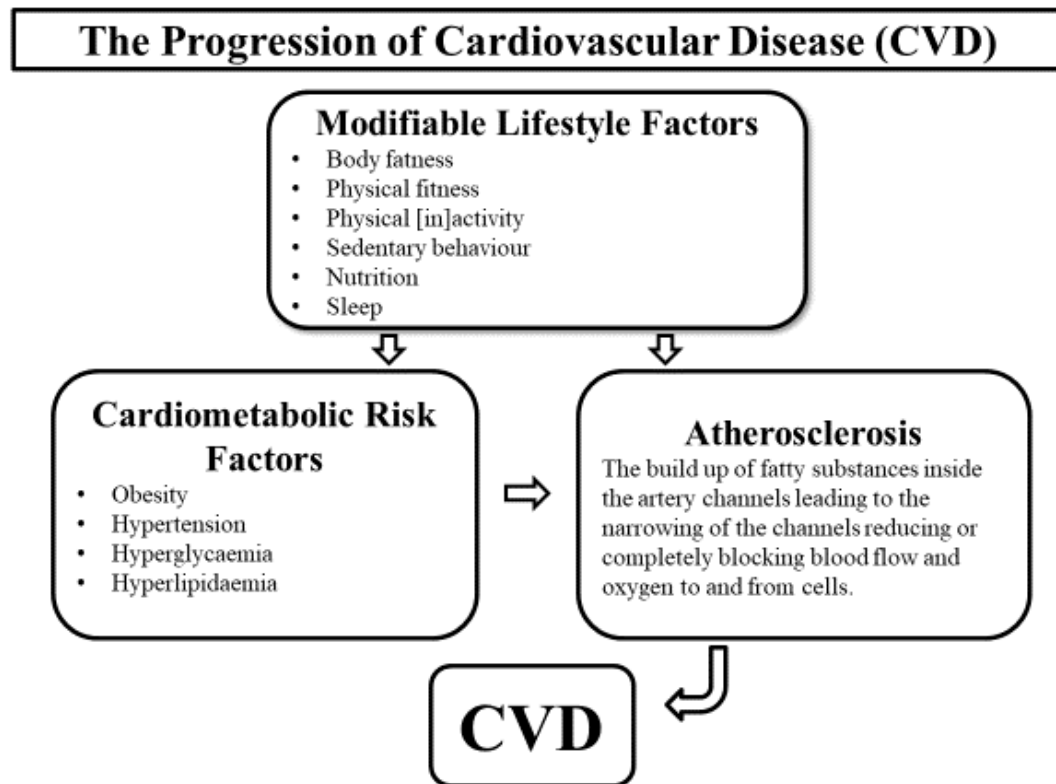 The Progression of Cardiovascular Disease (CVD)
Modifiable Lifestyle Factors
• Body fatness
• Physical fitness
• Physical [in]activity
• Sedentary behaviour
• Nutrition
• Sleep
Cardiometabolic Risk
Factors
• Obesity
• Hypertension
• Hyperglycaemia
• Hyperlipidaemia
Atherosclerosis
The build up of fatty substances inside
the artery channels leading to the
narrowing of the channels reducing or
completely blocking blood flow and
oxygen to and from cells.
CVD